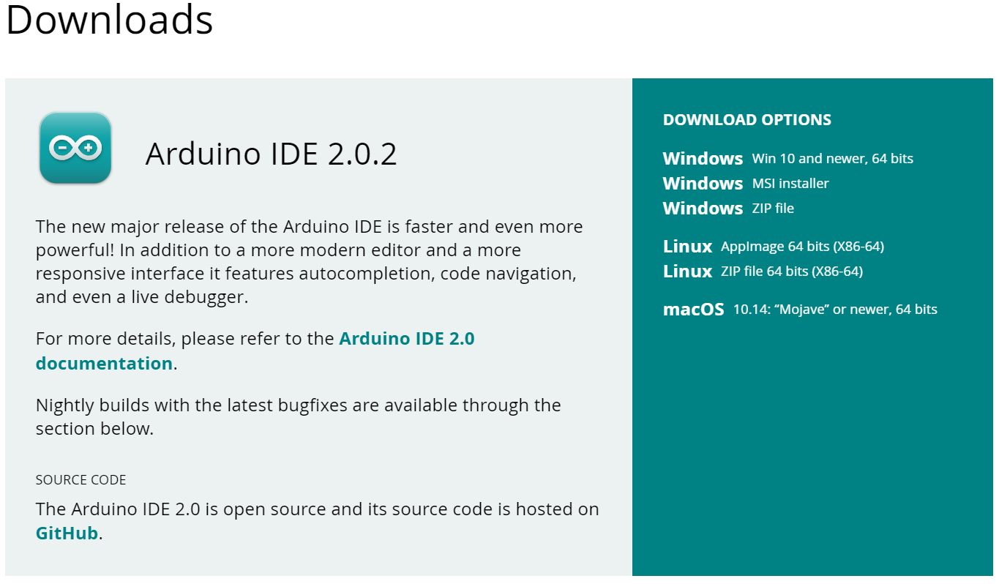 Downloads
Arduino IDE 2.0.2
The new major release of the Arduino IDE is faster and even more
powerful! In addition to a more modern editor and a more
responsive interface it features autocompletion, code navigation,
and even a live debugger.
For more details, please refer to the Arduino IDE 2.0
documentation.
Nightly builds with the latest bugfixes are available through the
section below.
SOURCE CODE
The Arduino IDE 2.0 is open source and its source code is hosted on
GitHub.
DOWNLOAD OPTIONS
Windows Win 10 and newer, 64 bits
Windows MSI installer
Windows ZIP file
Linux AppImage 64 bits (X86-64)
Linux ZIP file 64 bits (X86-64)
macOS 10.14: “Mojave” or newer, 64 bits